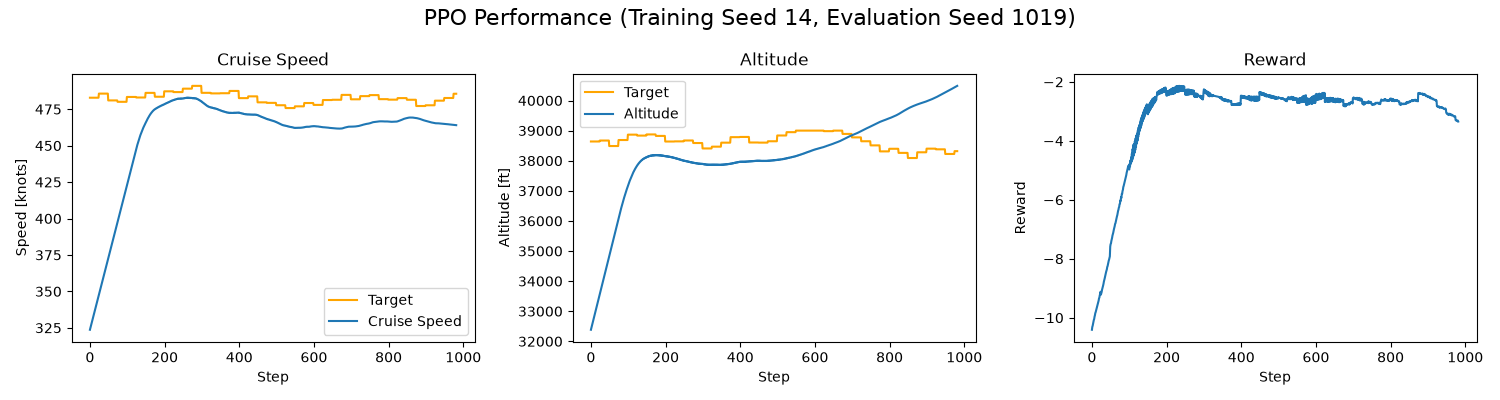 PPO Performance (Training Seed 14, Evaluation Seed 1019)
Cruise Speed
Speed [knots]
475
450
425
400
375
350
325
Target
Cruise Speed
0 200 400 600 800 1000
Step
Altitude
Altitude [ft]
40000
39000
38000
37000
36000
35000
34000
33000
32000
Target
Altitude
0 200 400 600 800 1000
Step
Reward
Reward
−2
−4
−6
−8
−10
0 200 400 600 800 1000
Step